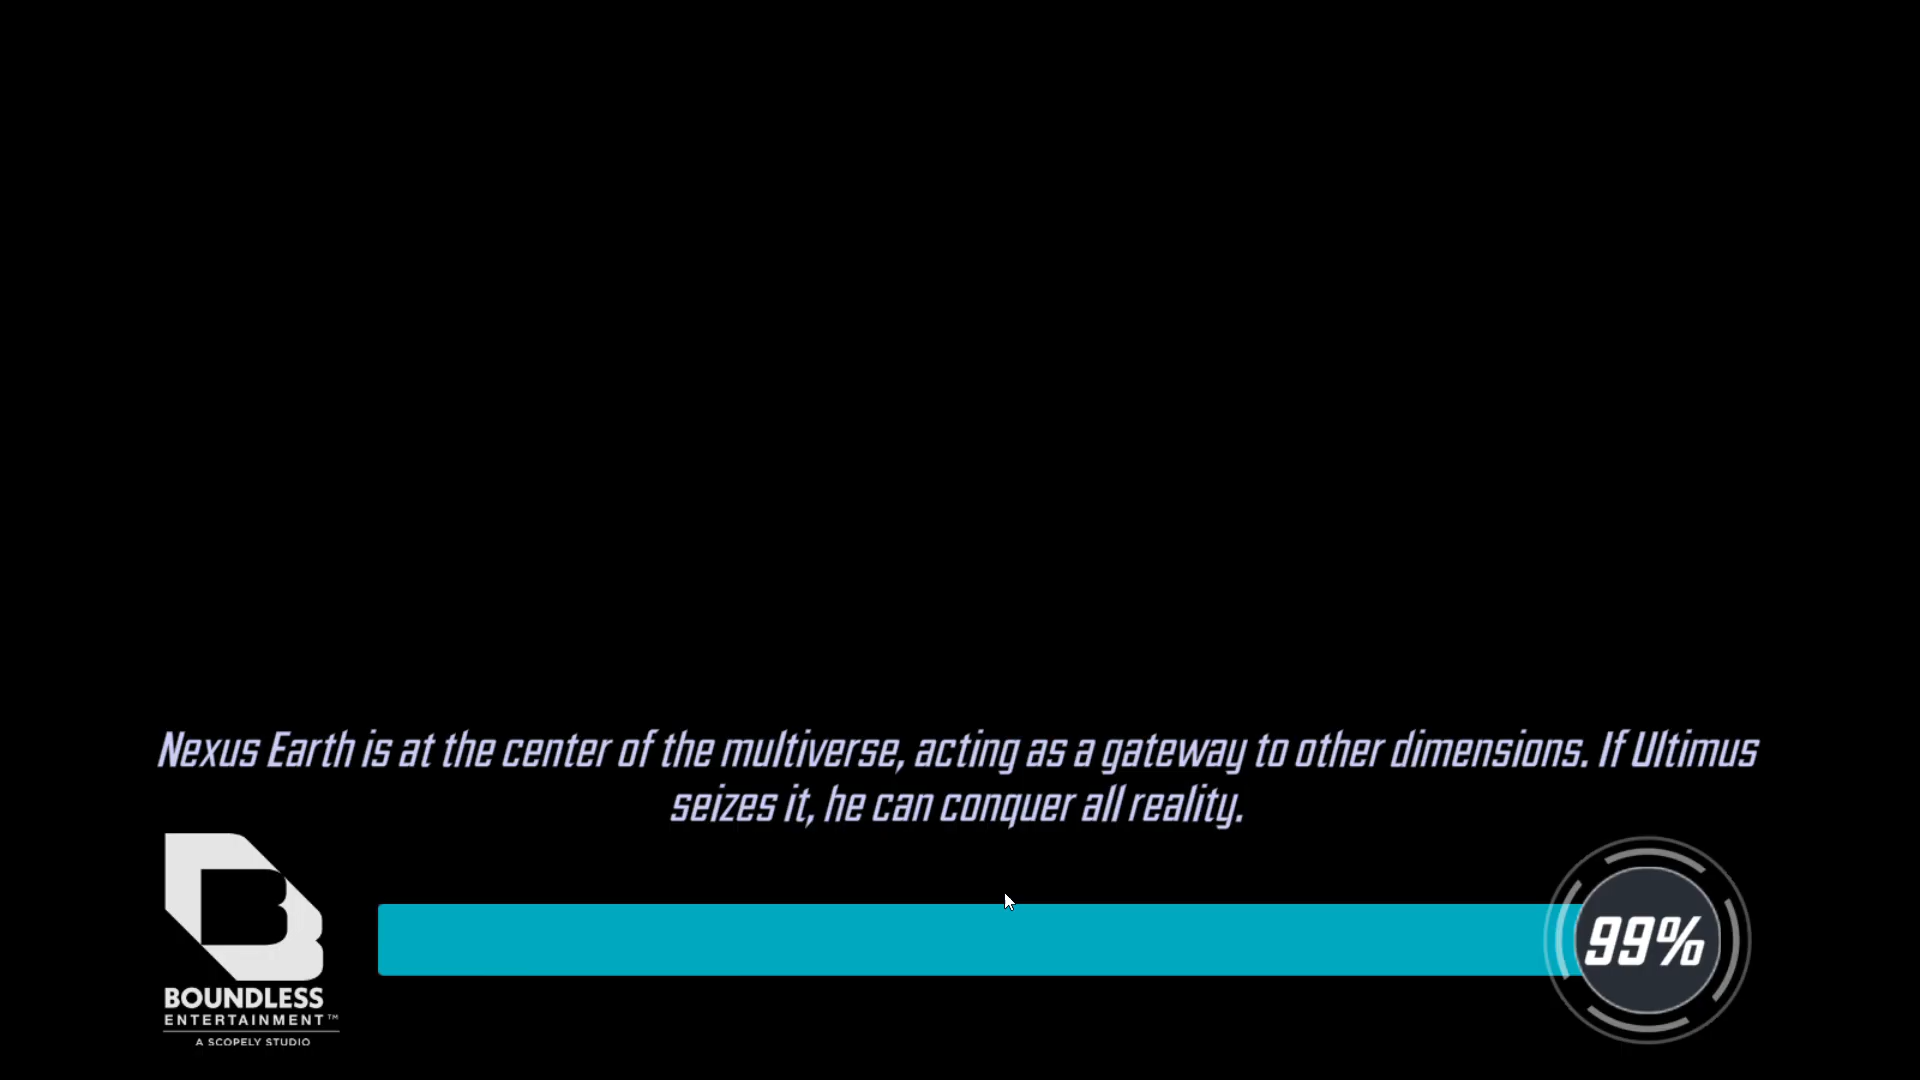 Nexus Earth is at the center of the multiverse, acting as a gateway to other dimensions. If Ultimus
seizes it, he can conquer all reality.
99%
B
BOUNDLESS
ENTERTAINMENT™
A SCOPELY STUDIO